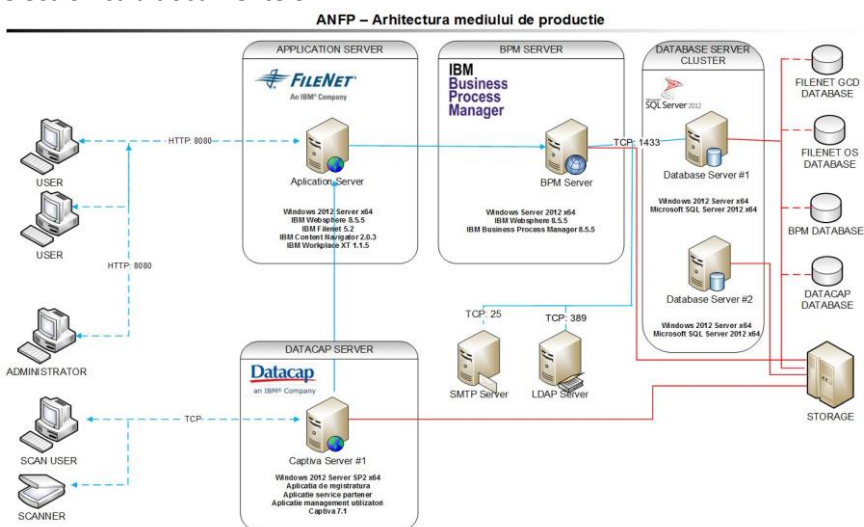 ANFP – Arhitectura mediului de productie
APPLICATION SERVER
FILENET
An IBM® Company
Aplication Server
Windows 2012 Server x64
IBM Websphere 8.5.5
IBM Filenet 5.2
IBM Content Navigator 2.0.3
IBM Workplace XT 1.1.5
BPM SERVER
IBM
Business
Process
Manager
BPM Server
Windows Server 2012 x64
IBM Websphere 8.5.5
IBM Business Process Manager 8.5.5
DATABASE SERVER
CLUSTER
Microsoft
SQL Server 2012
TCP: 1433
Database Server #1
Windows 2012 Server x64
Microsoft SQL Server 2012 x64
Database Server #2
Windows 2012 Server x64
Microsoft SQL Server 2012 x64
FILENET GCD
DATABASE
FILENET OS
DATABASE
BPM DATABASE
DATACAP
DATABASE
STORAGE
USER
USER
ADMINISTRATOR
SCAN USER
SCANNER
HTTP: 8080
HTTP: 8080
TCP
TCP: 25
TCP: 389
SMTP Server
LDAP Server
DATACAP SERVER
Datacap
an IBM® Company
Captiva Server #1
Windows 2012 Server SP2 x64
Aplicatia de registratura
Aplicatie service partener
Aplicatie management utilizatori
Captiva 7.1